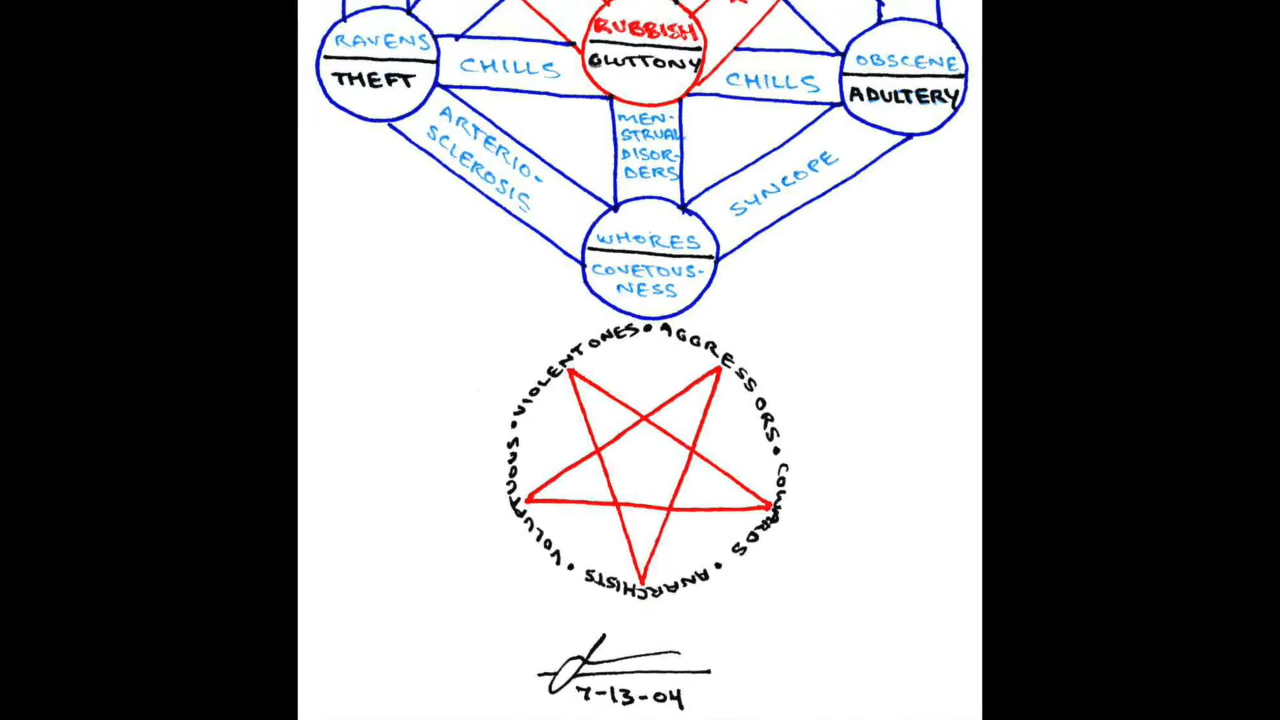 RAVENS
THEFT
CHILLS
RUBBISH
GLUTTONY
CHILLS
OBSCENE
ADULTERY
ARTERIO-
SCLEROSIS
MEN-
STRUAL
DISOR-
DERS
SYNCOPE
WHORES
COVETOUS-
NESS
VIOLENT ONES • AGGRESSORS • COWARDS • ANARCHISTS • VOLUPTUOUS •
7-13-04